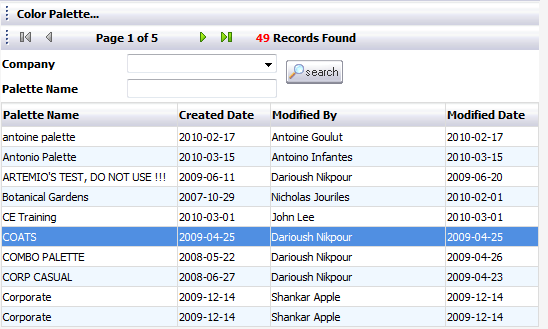 Color Palette...
Page 1 of 5 49 Records Found
Company
search
Palette Name
Palette Name Created Date Modified By Modified Date
antoine palette 2010-02-17 Antoine Goulut 2010-02-17
Antonio Palette 2010-03-15 Antoino Infantes 2010-03-15
ARTEMIO'S TEST, DO NOT USE !!! 2009-06-11 Darioush Nikpour 2009-06-20
Botanical Gardens 2007-10-29 Nicholas Jouriles 2010-02-01
CE Training 2010-03-01 John Lee 2010-03-01
COATS 2009-04-25 Darioush Nikpour 2009-04-25
COMBO PALETTE 2008-05-22 Darioush Nikpour 2009-04-26
CORP CASUAL 2008-06-27 Darioush Nikpour 2009-04-23
Corporate 2009-12-14 Shankar Apple 2009-12-14
Corporate 2009-12-14 Shankar Apple 2009-12-14